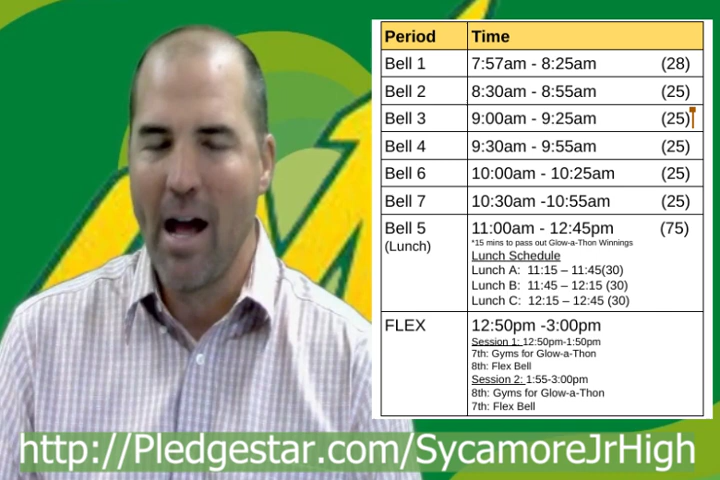 Period Time
Bell 1 7:57am - 8:25am (28)
Bell 2 8:30am - 8:55am (25)
Bell 3 9:00am - 9:25am (25)
Bell 4 9:30am - 9:55am (25)
Bell 6 10:00am - 10:25am (25)
Bell 7 10:30am -10:55am (25)
Bell 5 11:00am - 12:45pm (75)
(Lunch) *15 mins to pass out Glow-a-Thon Winnings
Lunch Schedule
Lunch A: 11:15 – 11:45(30)
Lunch B: 11:45 – 12:15 (30)
Lunch C: 12:15 – 12:45 (30)
FLEX 12:50pm -3:00pm
Session 1: 12:50pm-1:50pm
7th: Gyms for Glow-a-Thon
8th: Flex Bell
Session 2: 1:55-3:00pm
8th: Gyms for Glow-a-Thon
7th: Flex Bell
http://Pledgestar.com/SycamoreJrHigh